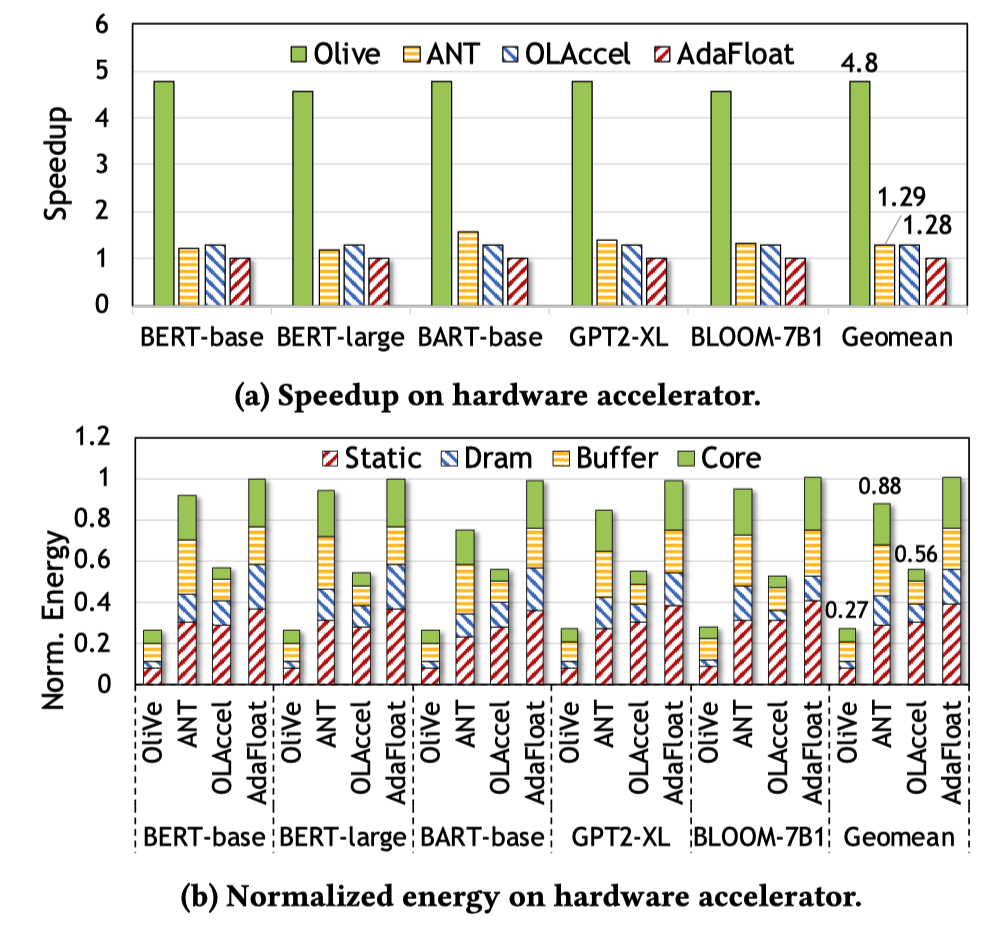 6
5
4
3
2
1
0
Speedup
Olive ANT OLAccel AdaFloat
4.8
1.29
1.28
BERT-base BERT-large BART-base GPT2-XL BLOOM-7B1 Geomean
(a) Speedup on hardware accelerator.
1.2
1
0.8
0.6
0.4
0.2
0
Norm. Energy
Static Dram Buffer Core
0.88
0.56
0.27
OliVe ANT OLAccel AdaFloat OliVe ANT OLAccel AdaFloat OliVe ANT OLAccel AdaFloat OliVe ANT OLAccel AdaFloat OliVe ANT OLAccel AdaFloat OliVe ANT OLAccel AdaFloat
BERT-base BERT-large BART-base GPT2-XL BLOOM-7B1 Geomean
(b) Normalized energy on hardware accelerator.